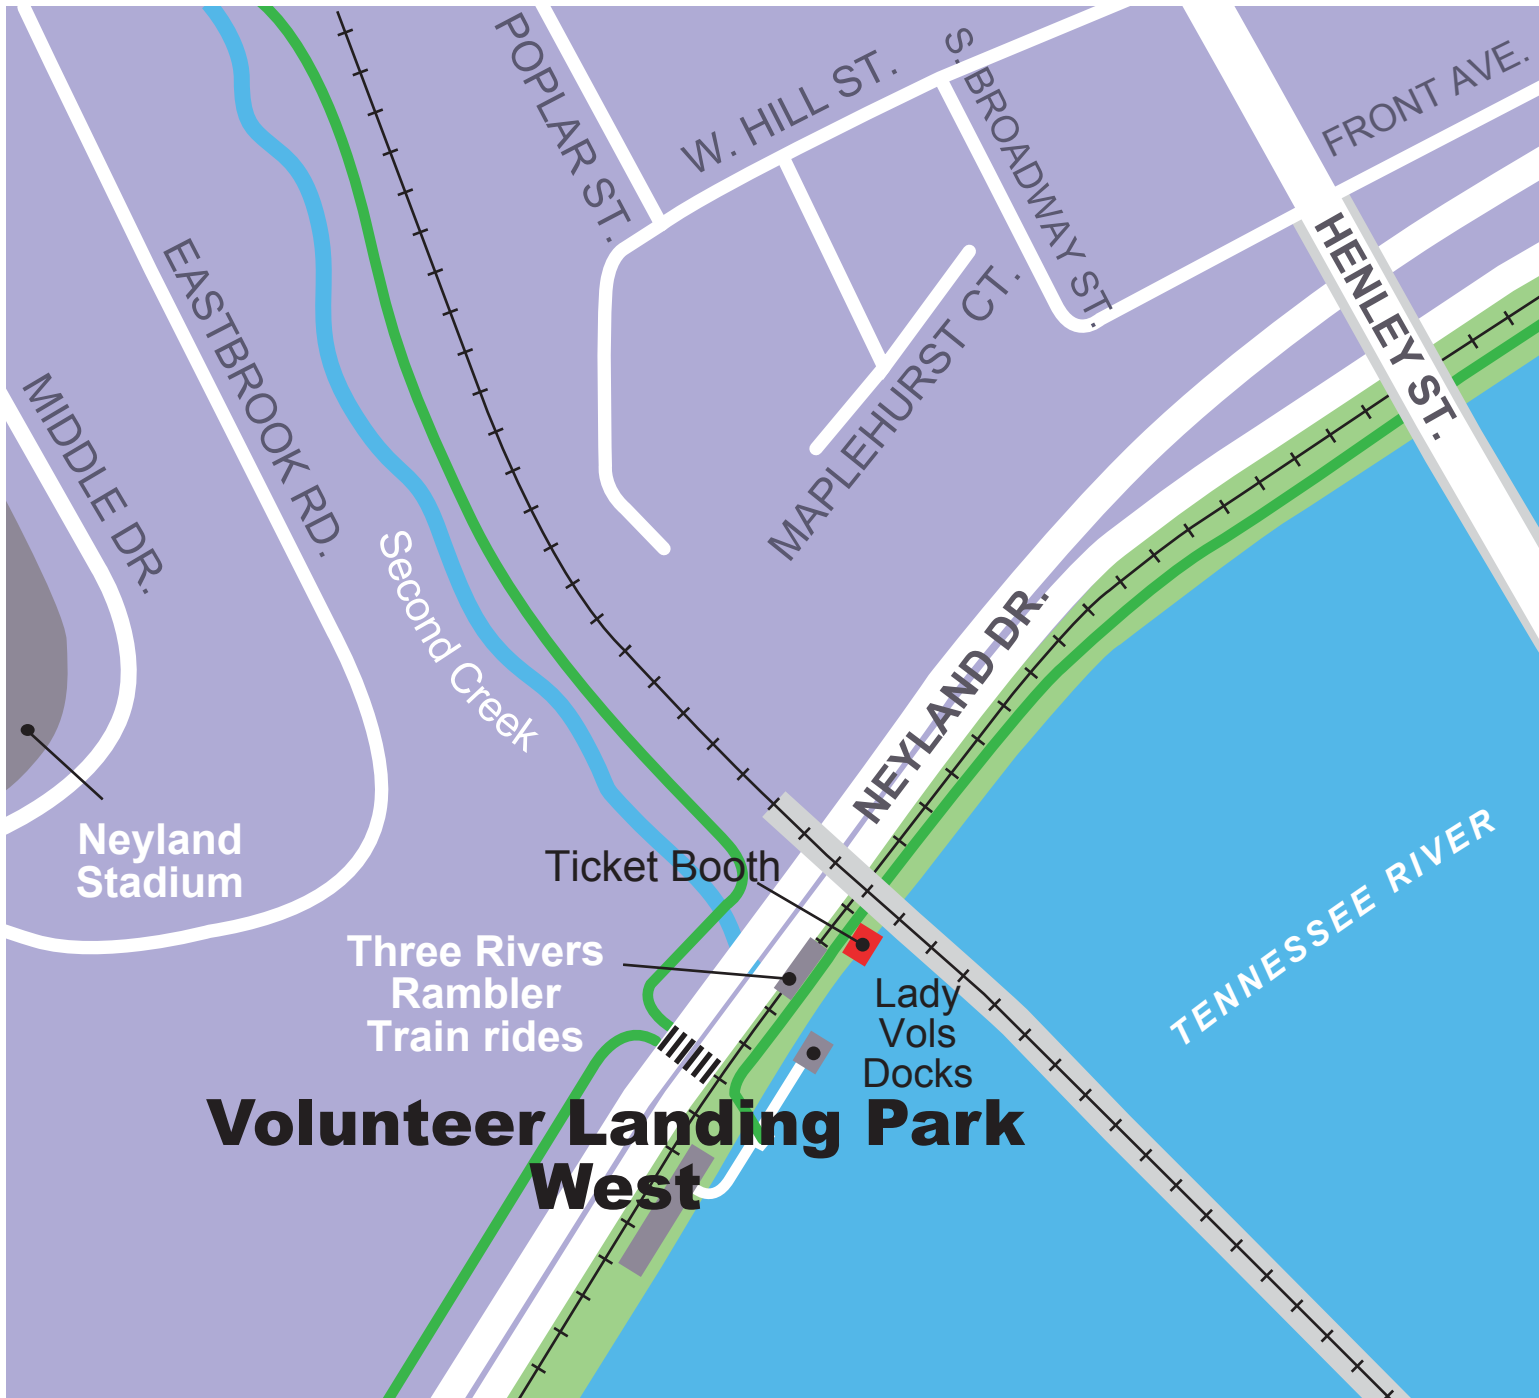 POPLAR ST.
W. HILL ST.
S. BROADWAY ST.
FRONT AVE.
HENLEY ST.
EASTBROOK RD.
MAPLEHURST CT.
MIDDLE DR.
Second Creek
NEYLAND DR.
Neyland
Stadium
Ticket Booth
TENNESSEE RIVER
Three Rivers
Rambler
Train rides
Lady
Vols
Docks
Volunteer Landing Park
West